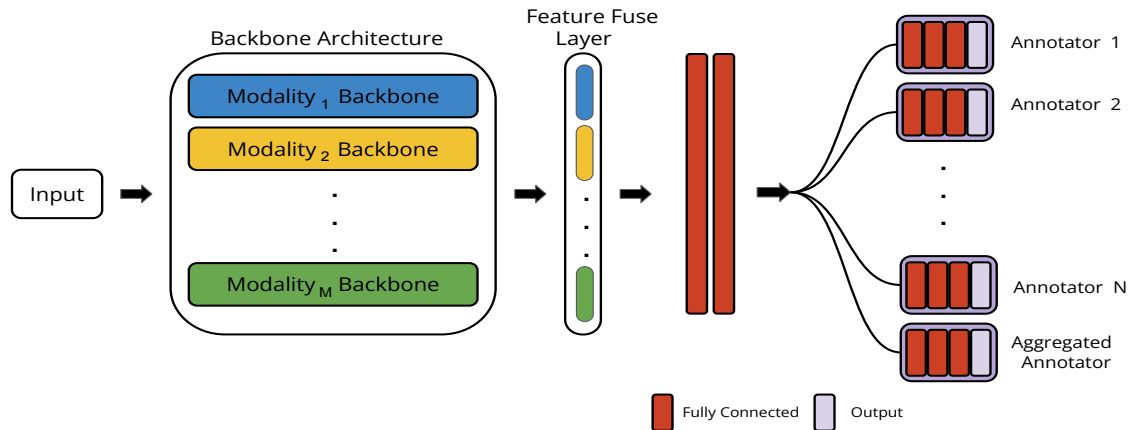 Feature Fuse
Layer
Backbone Architecture
Modality 1 Backbone
Modality 2 Backbone
Modality M Backbone
Input
Annotator 1
Annotator 2
Annotator N
Aggregated
Annotator
Fully Connected
Output